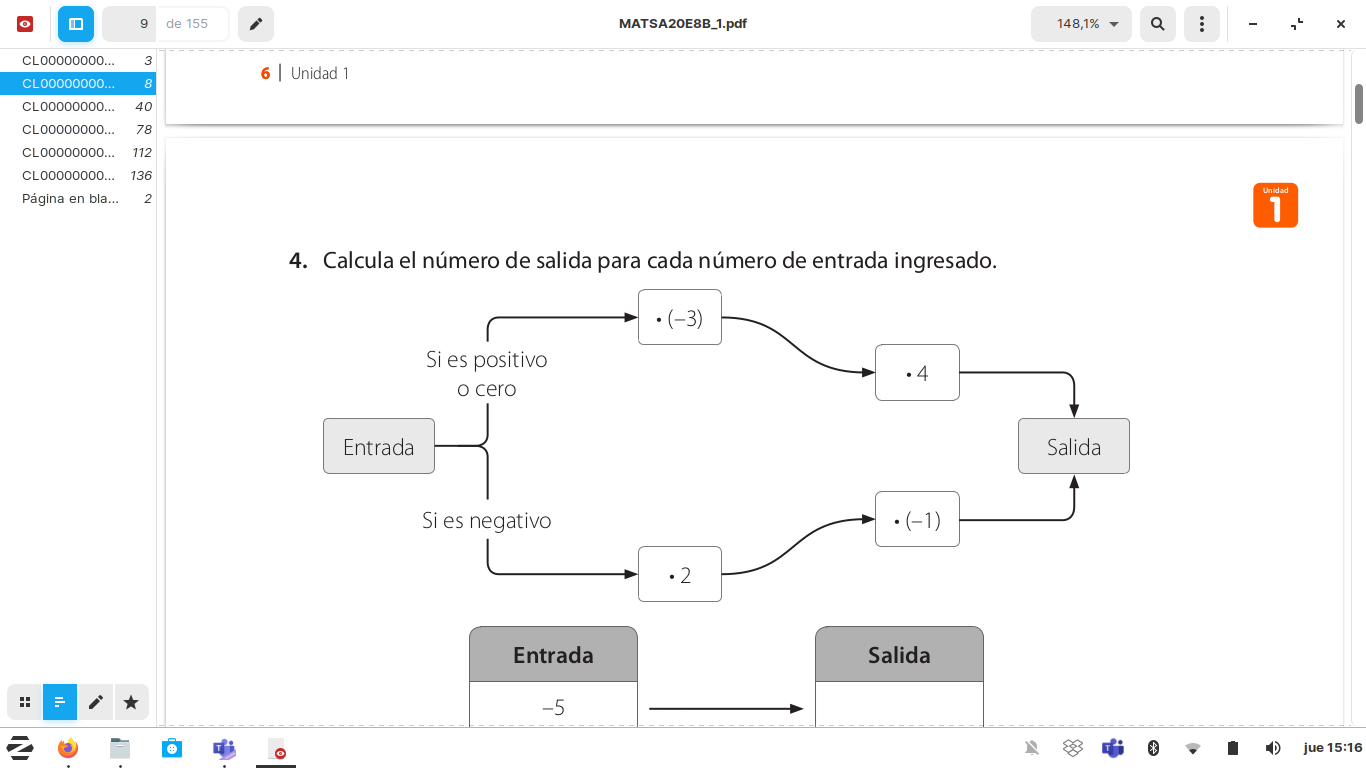 9 de 155
MATSA20E8B_1.pdf
148,1%
CL00000000... 3
CL00000000... 8
CL00000000... 40
CL00000000... 78
CL00000000... 112
CL00000000... 136
Página en bla... 2
6 | Unidad 1
Unidad
1
4. Calcula el número de salida para cada número de entrada ingresado.
• (–3)
Si es positivo
o cero
• 4
Entrada
Salida
Si es negativo
• (–1)
• 2
Entrada
Salida
–5
jue 15:16